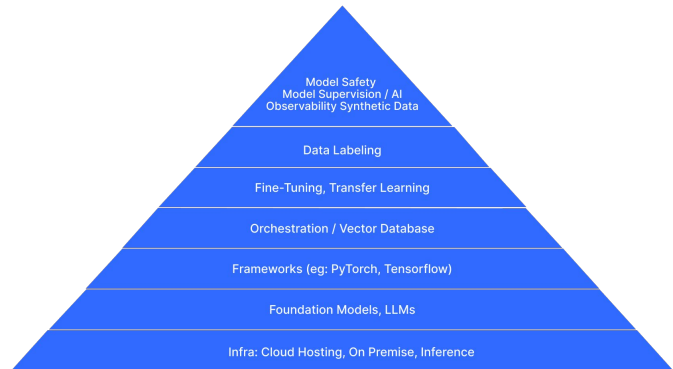 Model Safety
Model Supervision / AI
Observability Synthetic Data
Data Labeling
Fine-Tuning, Transfer Learning
Orchestration / Vector Database
Frameworks (eg: PyTorch, Tensorflow)
Foundation Models, LLMs
Infra: Cloud Hosting, On Premise, Inference